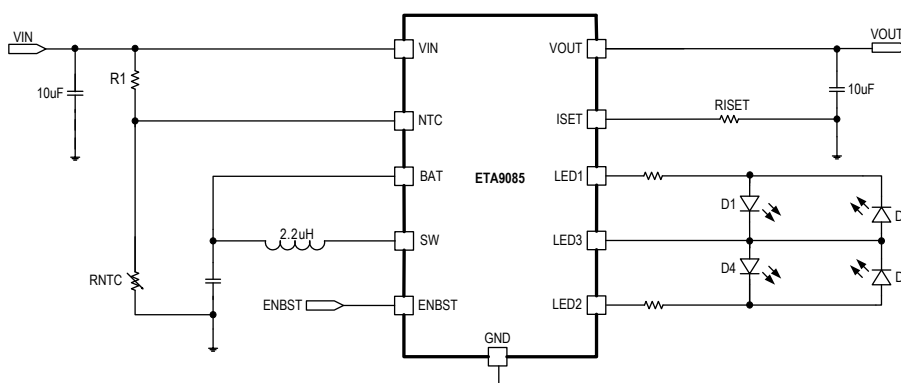 VIN
VIN
VOUT
VOUT
R1
10uF
10uF
RISET
NTC
ISET
BAT
ETA9085
LED1
D1
D
2.2uH
SW
LED3
RNTC
D4
D
ENBST
ENBST
LED2
GND